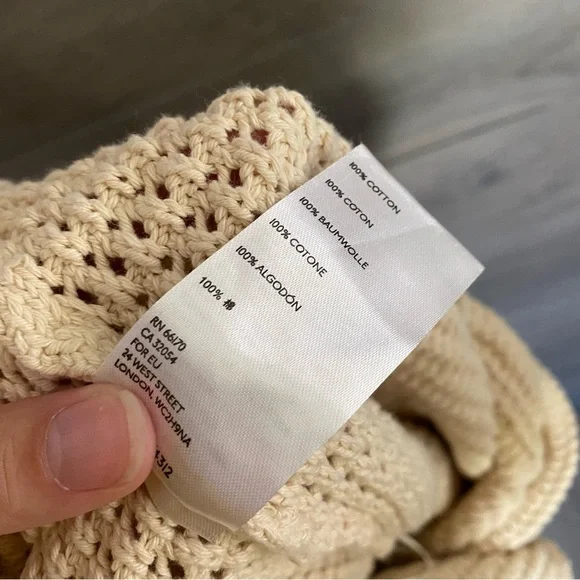 100% COTTON
100% COTON
100% BAUMWOLLE
100% COTONE
100% ALGODÓN
100% 棉
RN 66170
CA 32054
FOR EU
24 WEST STREET
LONDON, WC2H9NA